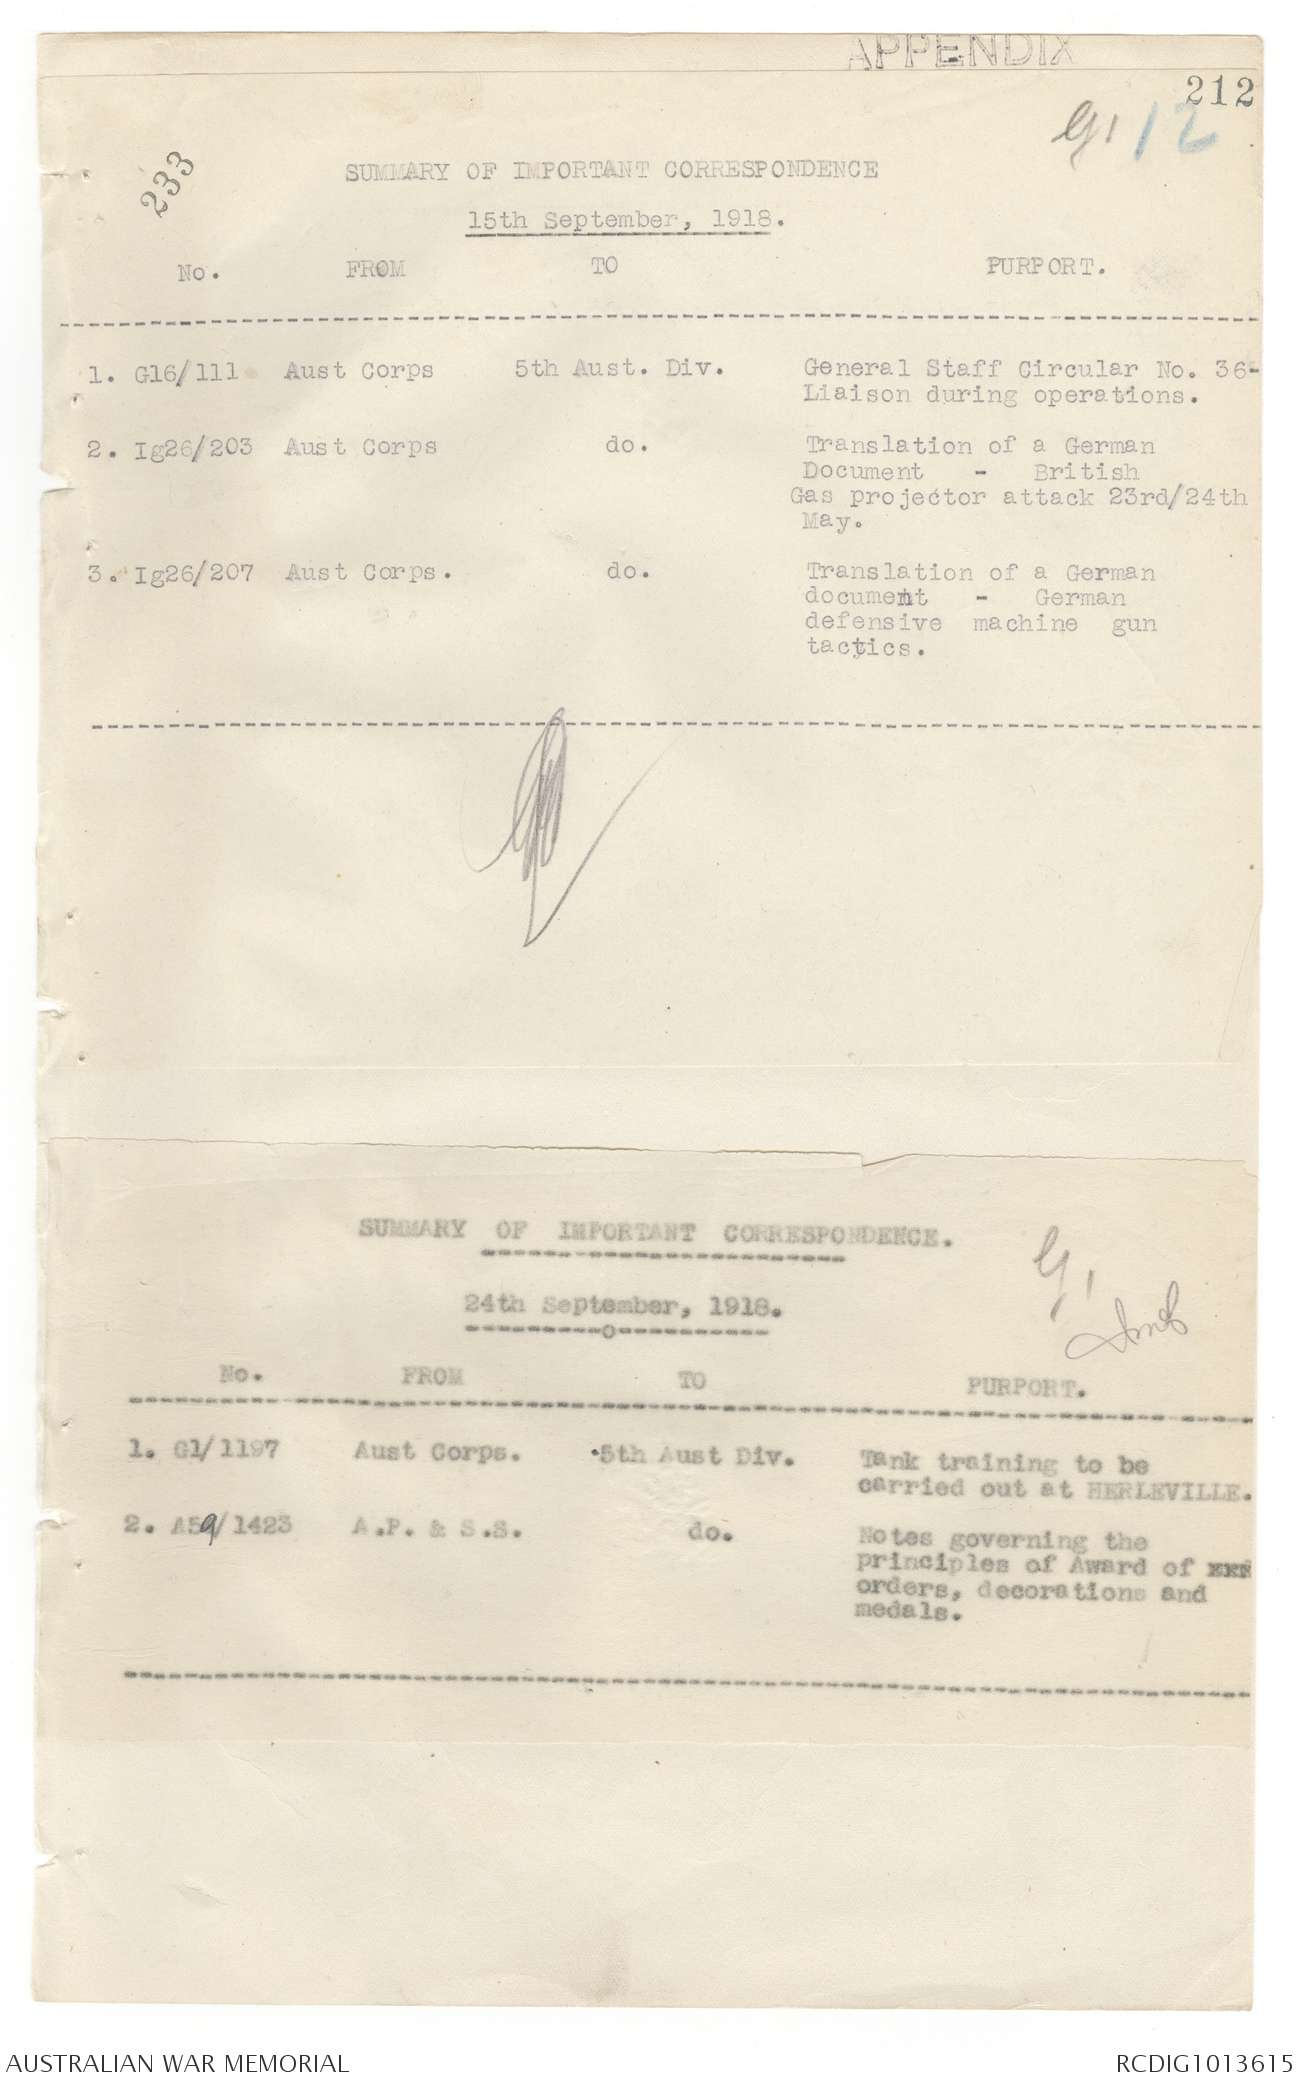 APPENDIX
212
G1 12
233
SUMMARY OF IMPORTANT CORRESPONDENCE
15th September, 1918.
No. FROM TO PURPORT.
1. G16/111 Aust Corps 5th Aust. Div. General Staff Circular No. 36-
Liaison during operations.
2. Ig26/203 Aust Corps do. Translation of a German
Document - British
Gas projector attack 23rd/24th
May.
3. Ig26/207 Aust Corps. do. Translation of a German
document - German
defensive machine gun
tactics.
SUMMARY OF IMPORTANT CORRESPONDENCE.
24th September, 1918.
G1
No. FROM TO PURPORT.
1. G1/1197 Aust Corps. 5th Aust Div. Tank training to be
carried out at HERLEVILLE.
2. A59/1423 A.P. & S.S. do. Notes governing the
principles of Award of
orders, decorations and
medals.
AUSTRALIAN WAR MEMORIAL RCDIG1013615